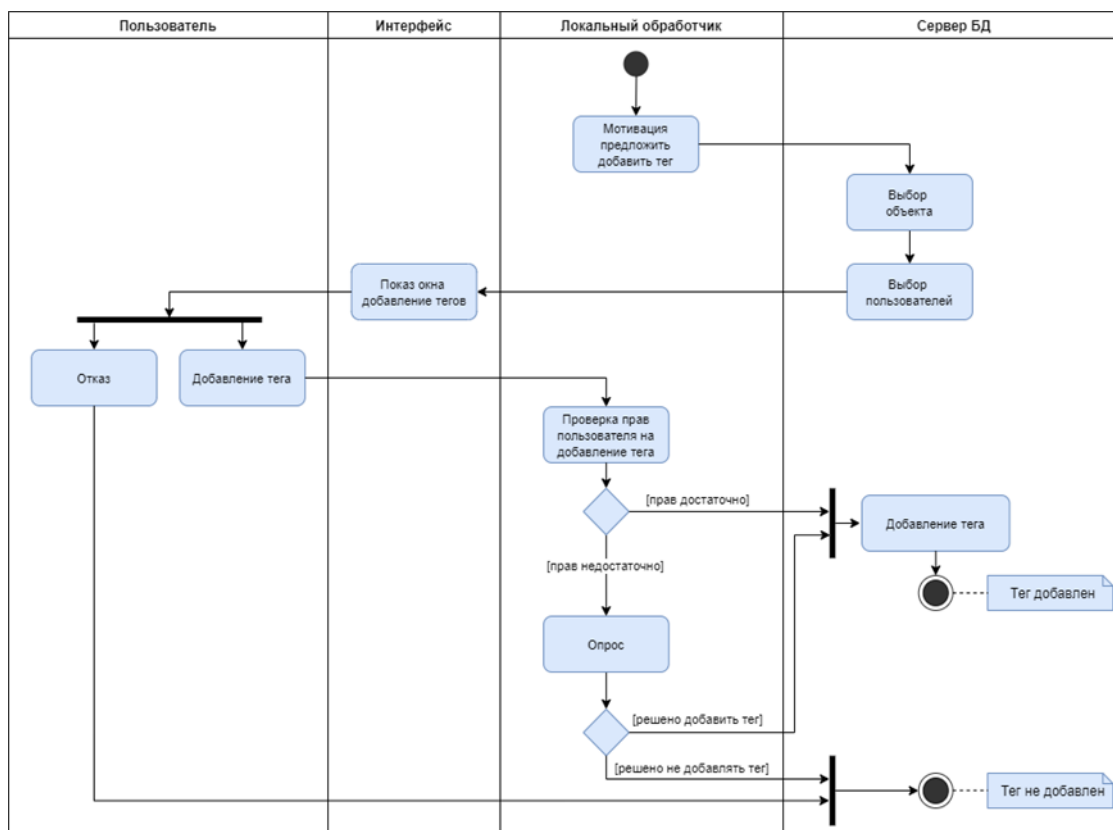 Пользователь
Интерфейс
Локальный обработчик
Сервер БД
Мотивация
предложить
добавить тег
Выбор
объекта
Выбор
пользователей
Показ окна
добавление тегов
Отказ
Добавление тега
Проверка прав
пользователя на
добавление тега
[прав достаточно]
Добавление тега
[прав недостаточно]
Тег добавлен
Опрос
[решено добавить тег]
[решено не добавлять тег]
Тег не добавлен